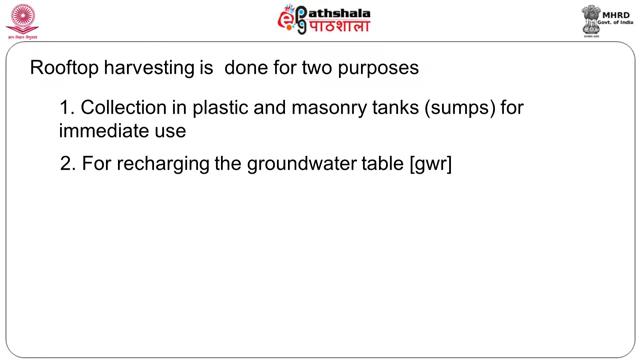 ePathshala
पाठशाला
MHRD
Govt. of India
Rooftop harvesting is  done for two purposes
1. Collection in plastic and masonry tanks (sumps) for
immediate use
2. For recharging the groundwater table [gwr]